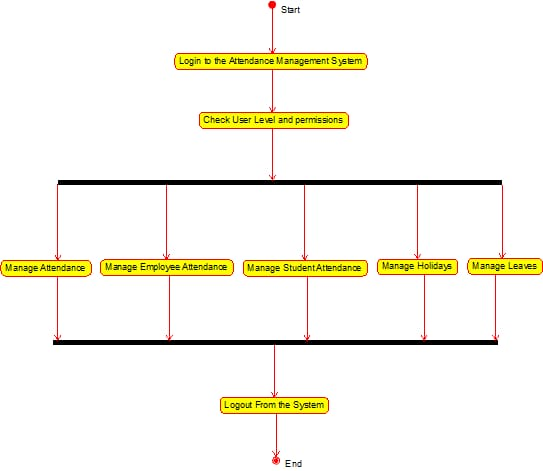 Start
Login to the Attendance Management System
Check User Level and permissions
Manage Attendance
Manage Employee Attendance
Manage Student Attendance
Manage Holidays
Manage Leaves
Logout From the System
End